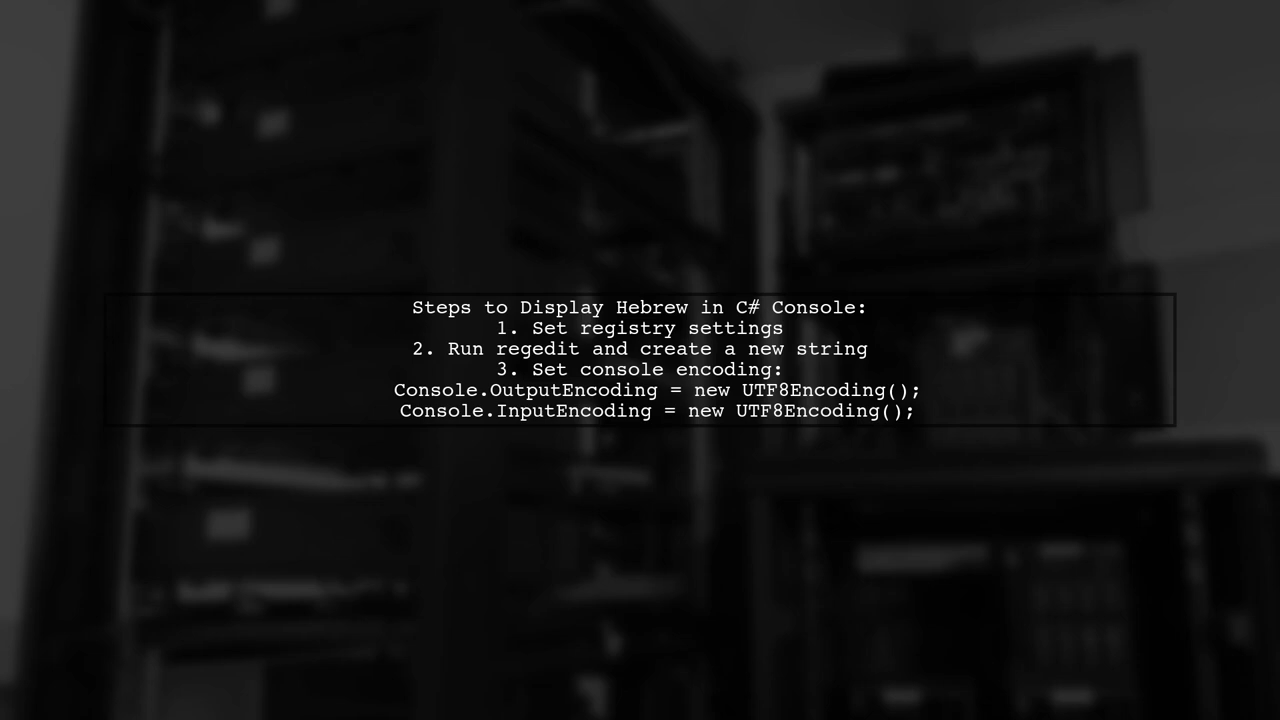 Steps to Display Hebrew in C# Console:
1. Set registry settings
2. Run regedit and create a new string
3. Set console encoding:
Console.OutputEncoding = new UTF8Encoding();
Console.InputEncoding = new UTF8Encoding();